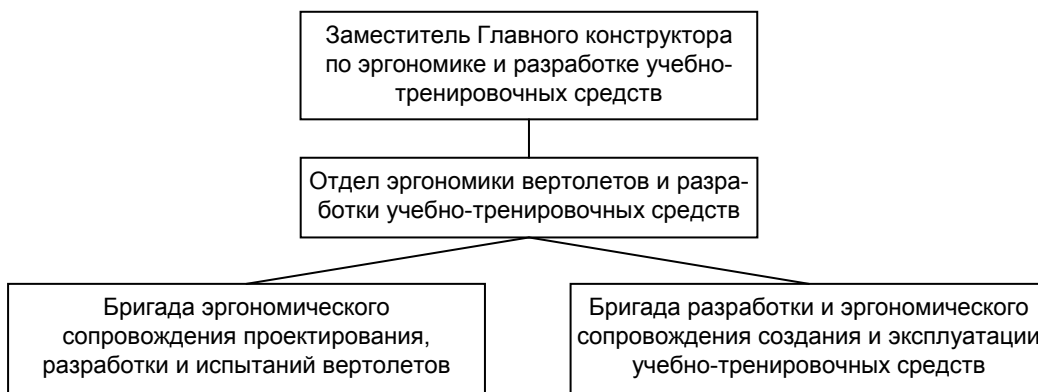 Заместитель Главного конструктора
по эргономике и разработке учебно-
тренировочных средств
Отдел эргономики вертолетов и разра-
ботки учебно-тренировочных средств
Бригада эргономического
сопровождения проектирования,
разработки и испытаний вертолетов
Бригада разработки и эргономического
сопровождения создания и эксплуатации
учебно-тренировочных средств